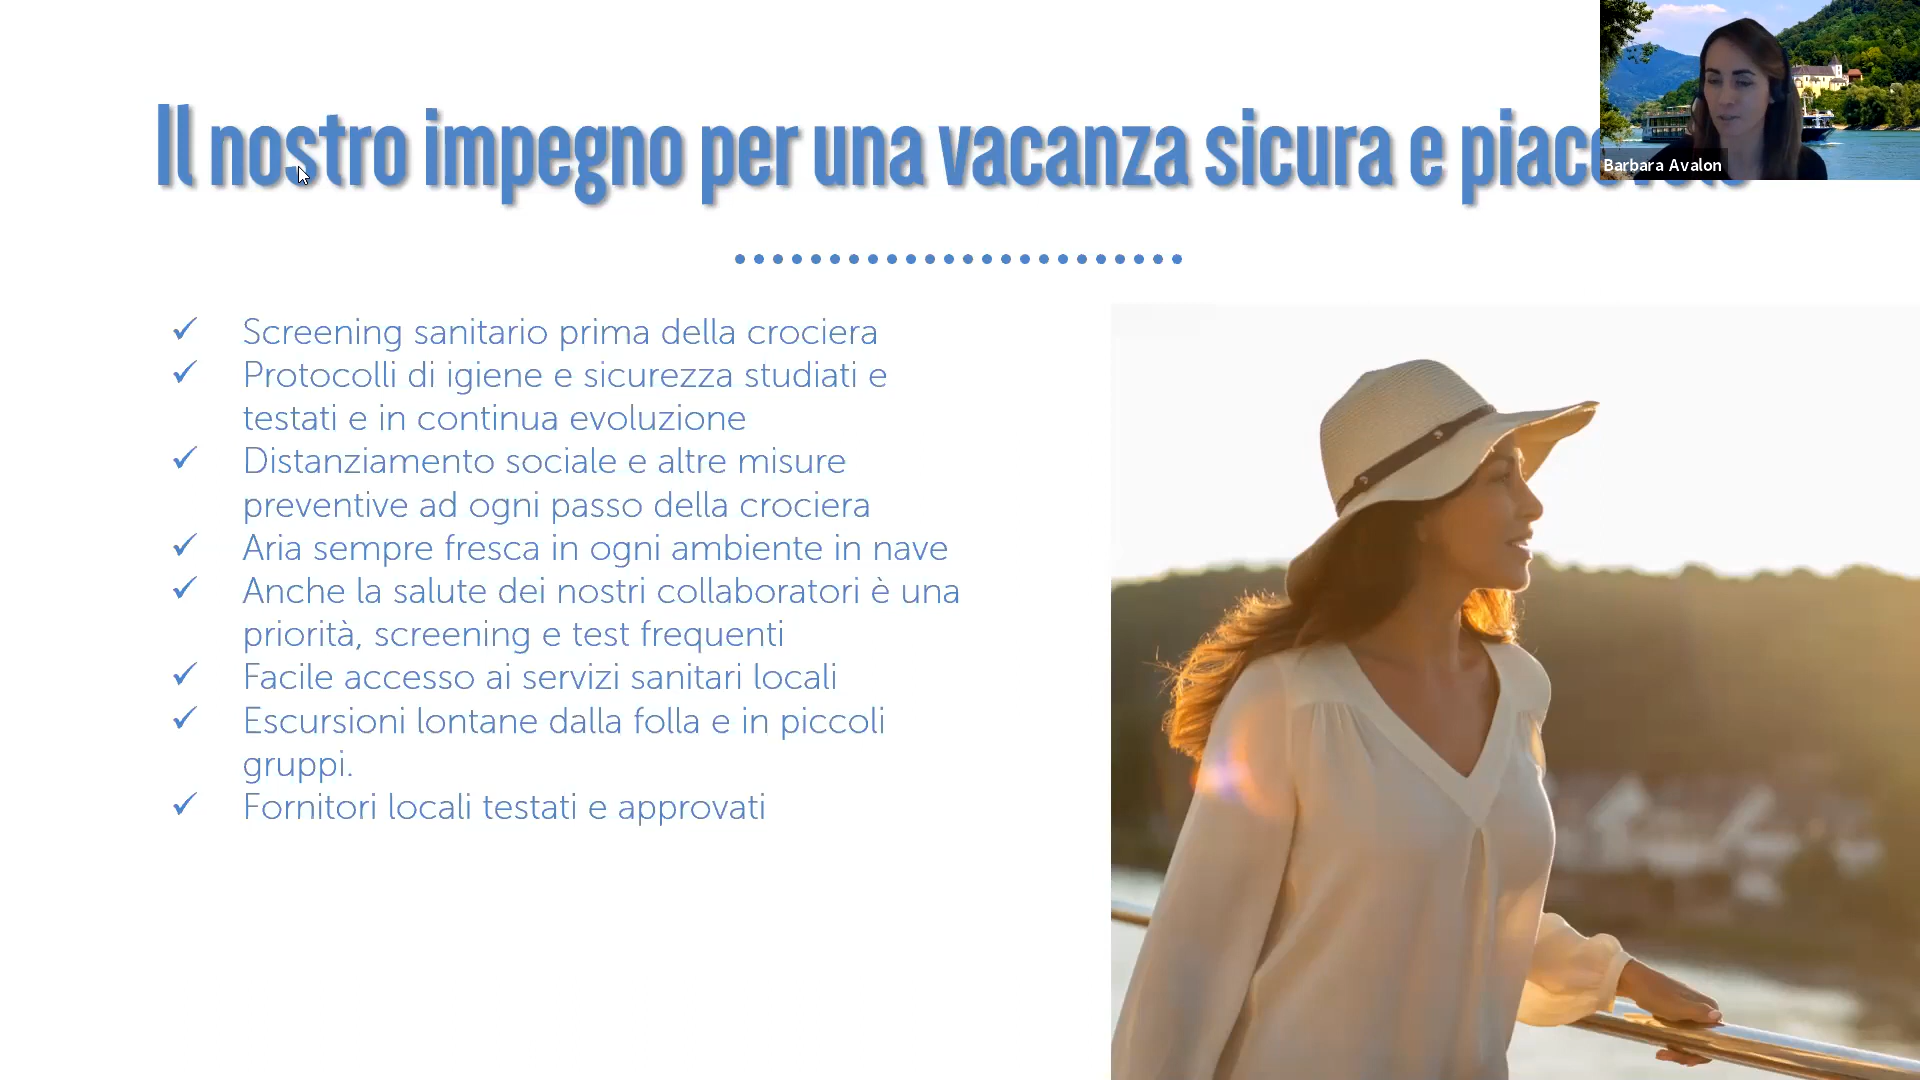 Il nostro impegno per una vacanza sicura e
Barbara Avalon
✓ Screening sanitario prima della crociera
✓ Protocolli di igiene e sicurezza studiati e
testati e in continua evoluzione
✓ Distanziamento sociale e altre misure
preventive ad ogni passo della crociera
✓ Aria sempre fresca in ogni ambiente in nave
✓ Anche la salute dei nostri collaboratori è una
priorità, screening e test frequenti
✓ Facile accesso ai servizi sanitari locali
✓ Escursioni lontane dalla folla e in piccoli
gruppi.
✓ Fornitori locali testati e approvati